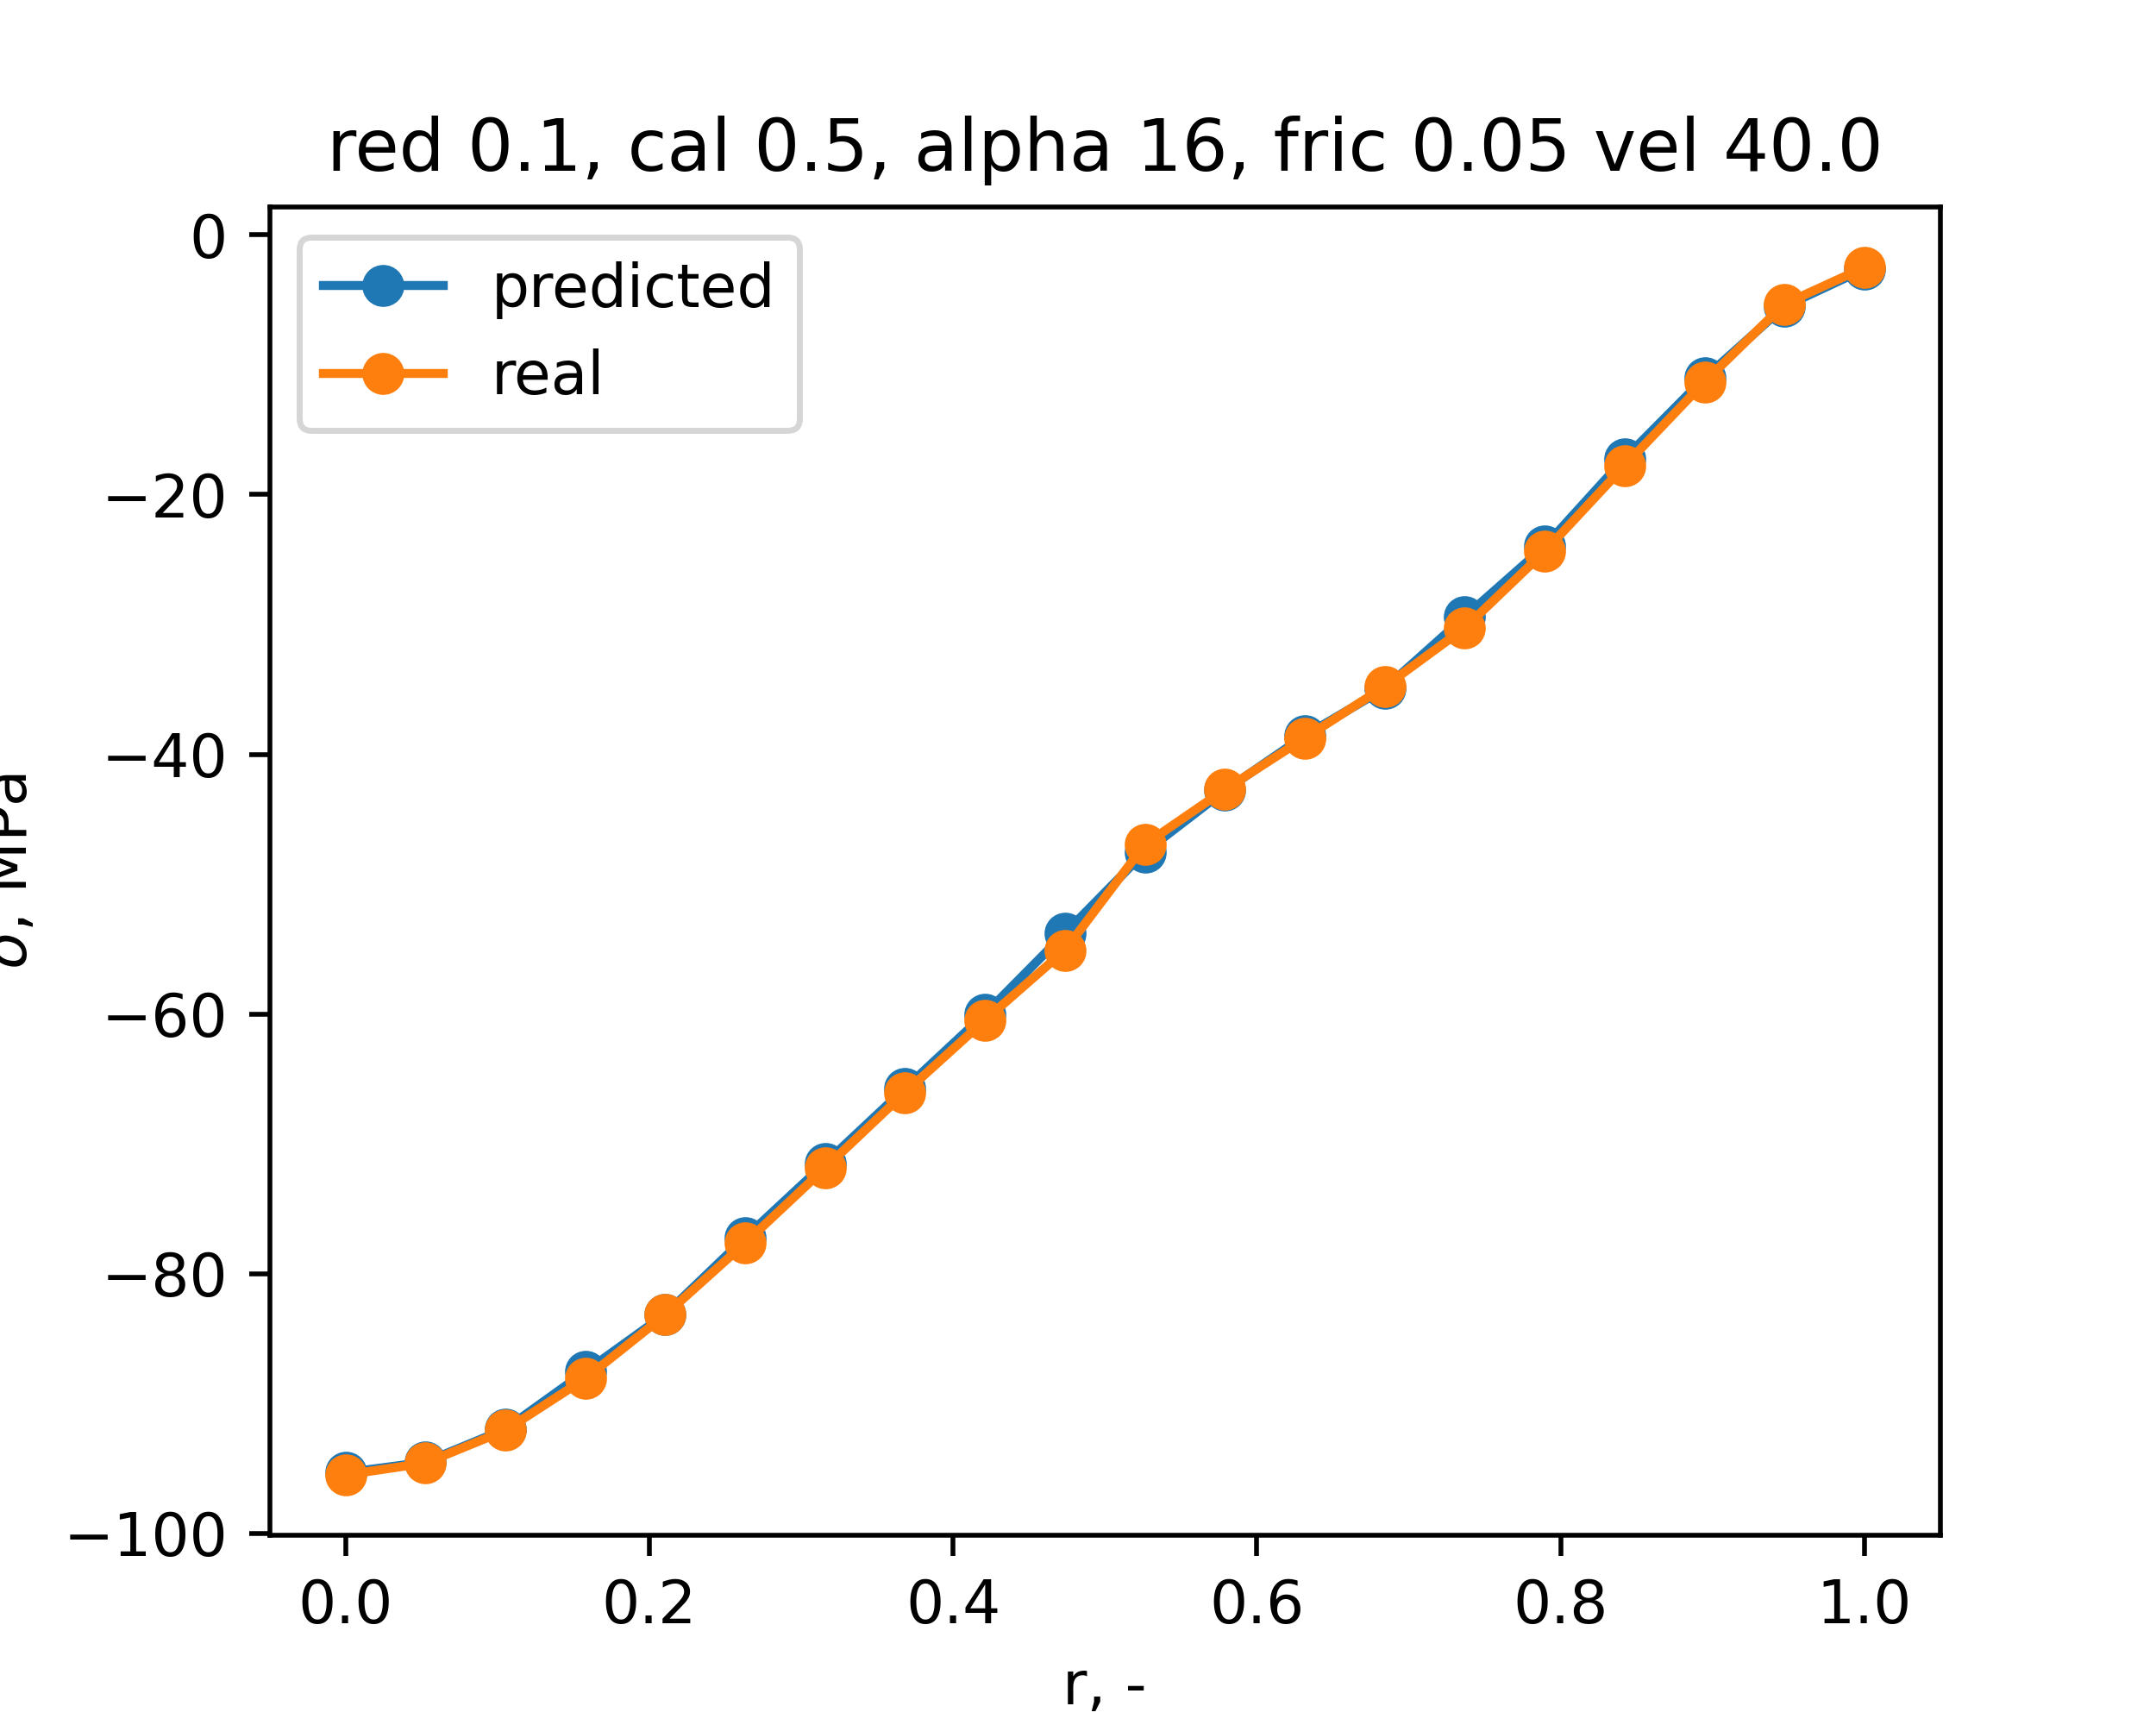 red 0.1, cal 0.5, alpha 16, fric 0.05 vel 40.0
predicted
real
0
−20
−40
−60
−80
−100
, MPa
0.0 0.2 0.4 0.6 0.8 1.0
r, -